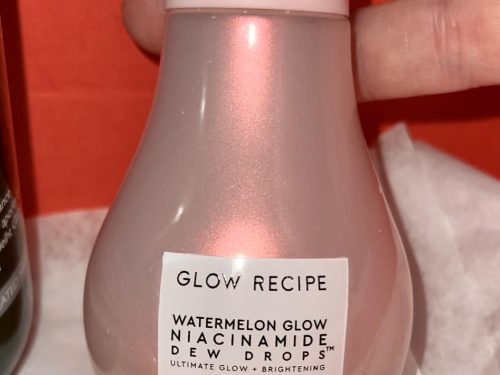 GLOW RECIPE
WATERMELON GLOW
NIACINAMIDE
DEW DROPS™
ULTIMATE GLOW + BRIGHTENING